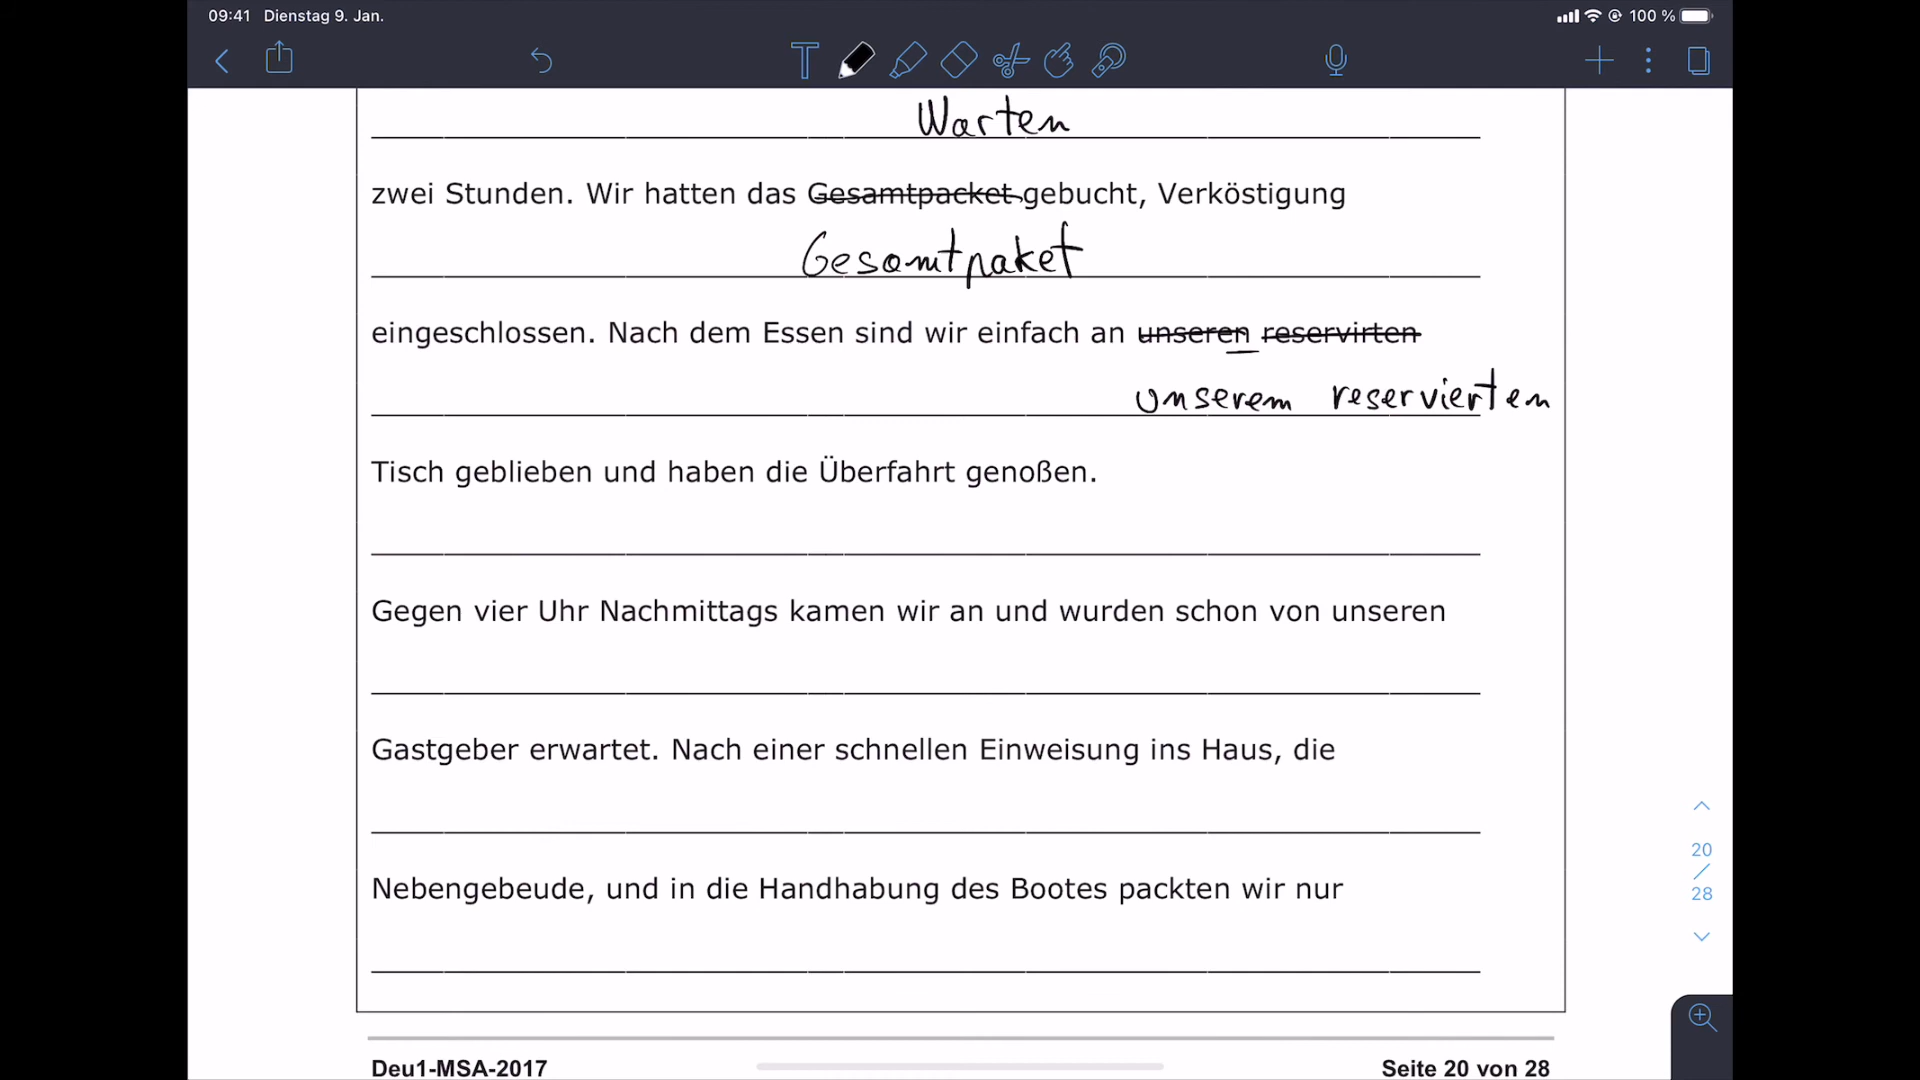 09:41 Dienstag 9. Jan. 100 %
Warten
zwei Stunden. Wir hatten das Gesamtpacket gebucht, Verköstigung
Gesamtpaket
eingeschlossen. Nach dem Essen sind wir einfach an unseren reservirten
unserem reservierten
Tisch geblieben und haben die Überfahrt genoßen.
Gegen vier Uhr Nachmittags kamen wir an und wurden schon von unseren
Gastgeber erwartet. Nach einer schnellen Einweisung ins Haus, die
Nebengebeude, und in die Handhabung des Bootes packten wir nur
20
/
28
Deu1-MSA-2017 Seite 20 von 28